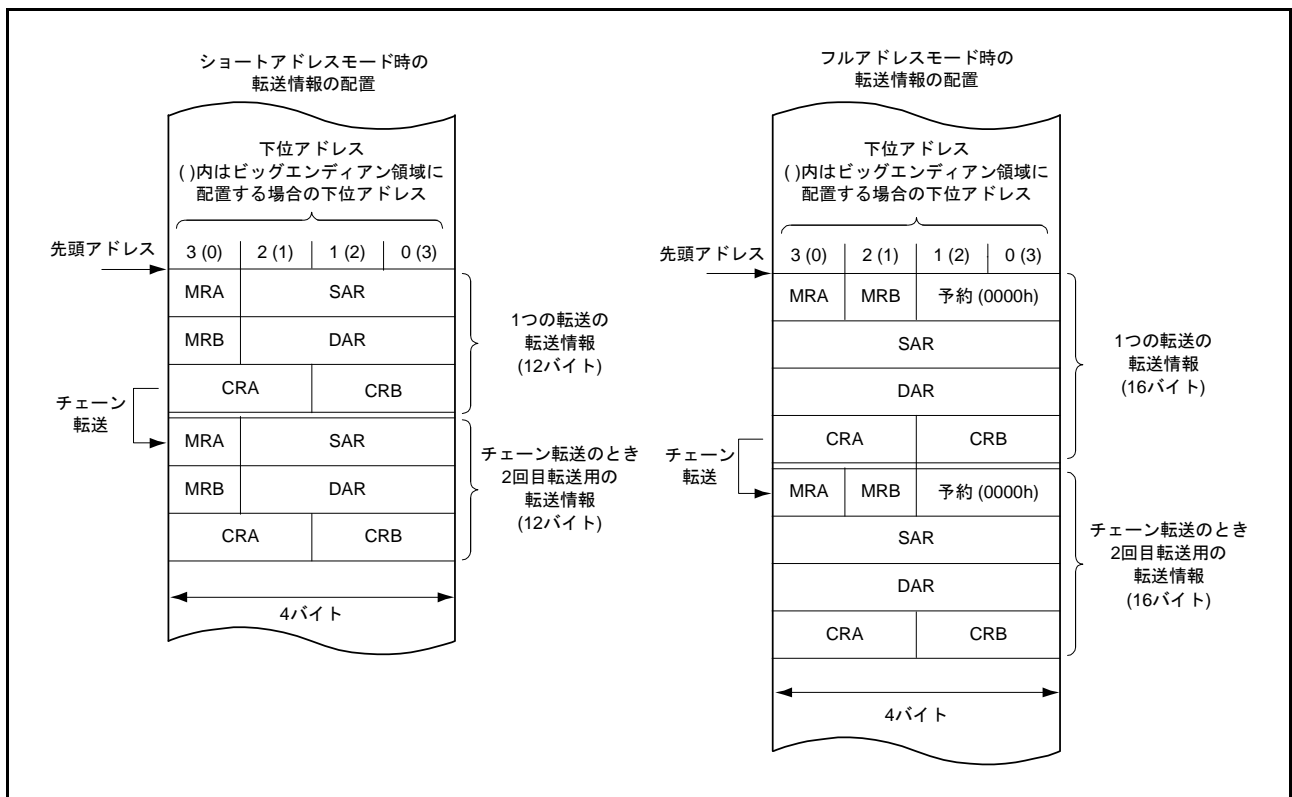 ショートアドレスモード時の
転送情報の配置
下位アドレス
( )内はビッグエンディアン領域に
配置する場合の下位アドレス
先頭アドレス
3 (0) 2 (1) 1 (2) 0 (3)
MRA SAR
MRB DAR
CRA CRB
1つの転送の
転送情報
(12バイト)
チェーン
転送
MRA SAR
MRB DAR
CRA CRB
チェーン転送のとき
2回目転送用の
転送情報
(12バイト)
4バイト
フルアドレスモード時の
転送情報の配置
下位アドレス
( )内はビッグエンディアン領域に
配置する場合の下位アドレス
先頭アドレス
3 (0) 2 (1) 1 (2) 0 (3)
MRA MRB 予約 (0000h)
SAR
DAR
CRA CRB
1つの転送の
転送情報
(16バイト)
チェーン
転送
MRA MRB 予約 (0000h)
SAR
DAR
CRA CRB
チェーン転送のとき
2回目転送用の
転送情報
(16バイト)
4バイト